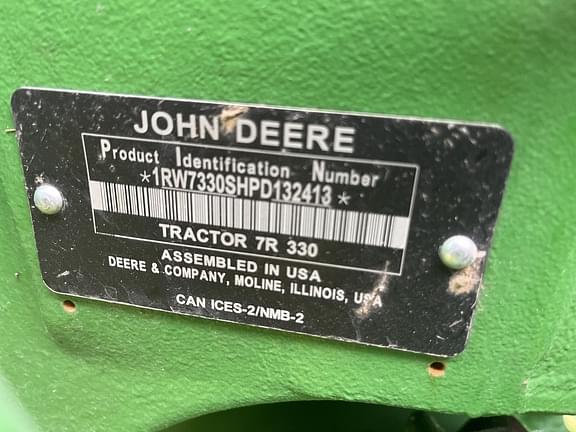 JOHN DEERE
Product Identification Number
*1RW7330SHPD132413*
TRACTOR 7R 330
ASSEMBLED IN USA
DEERE & COMPANY, MOLINE, ILLINOIS, USA
CAN ICES-2/NMB-2